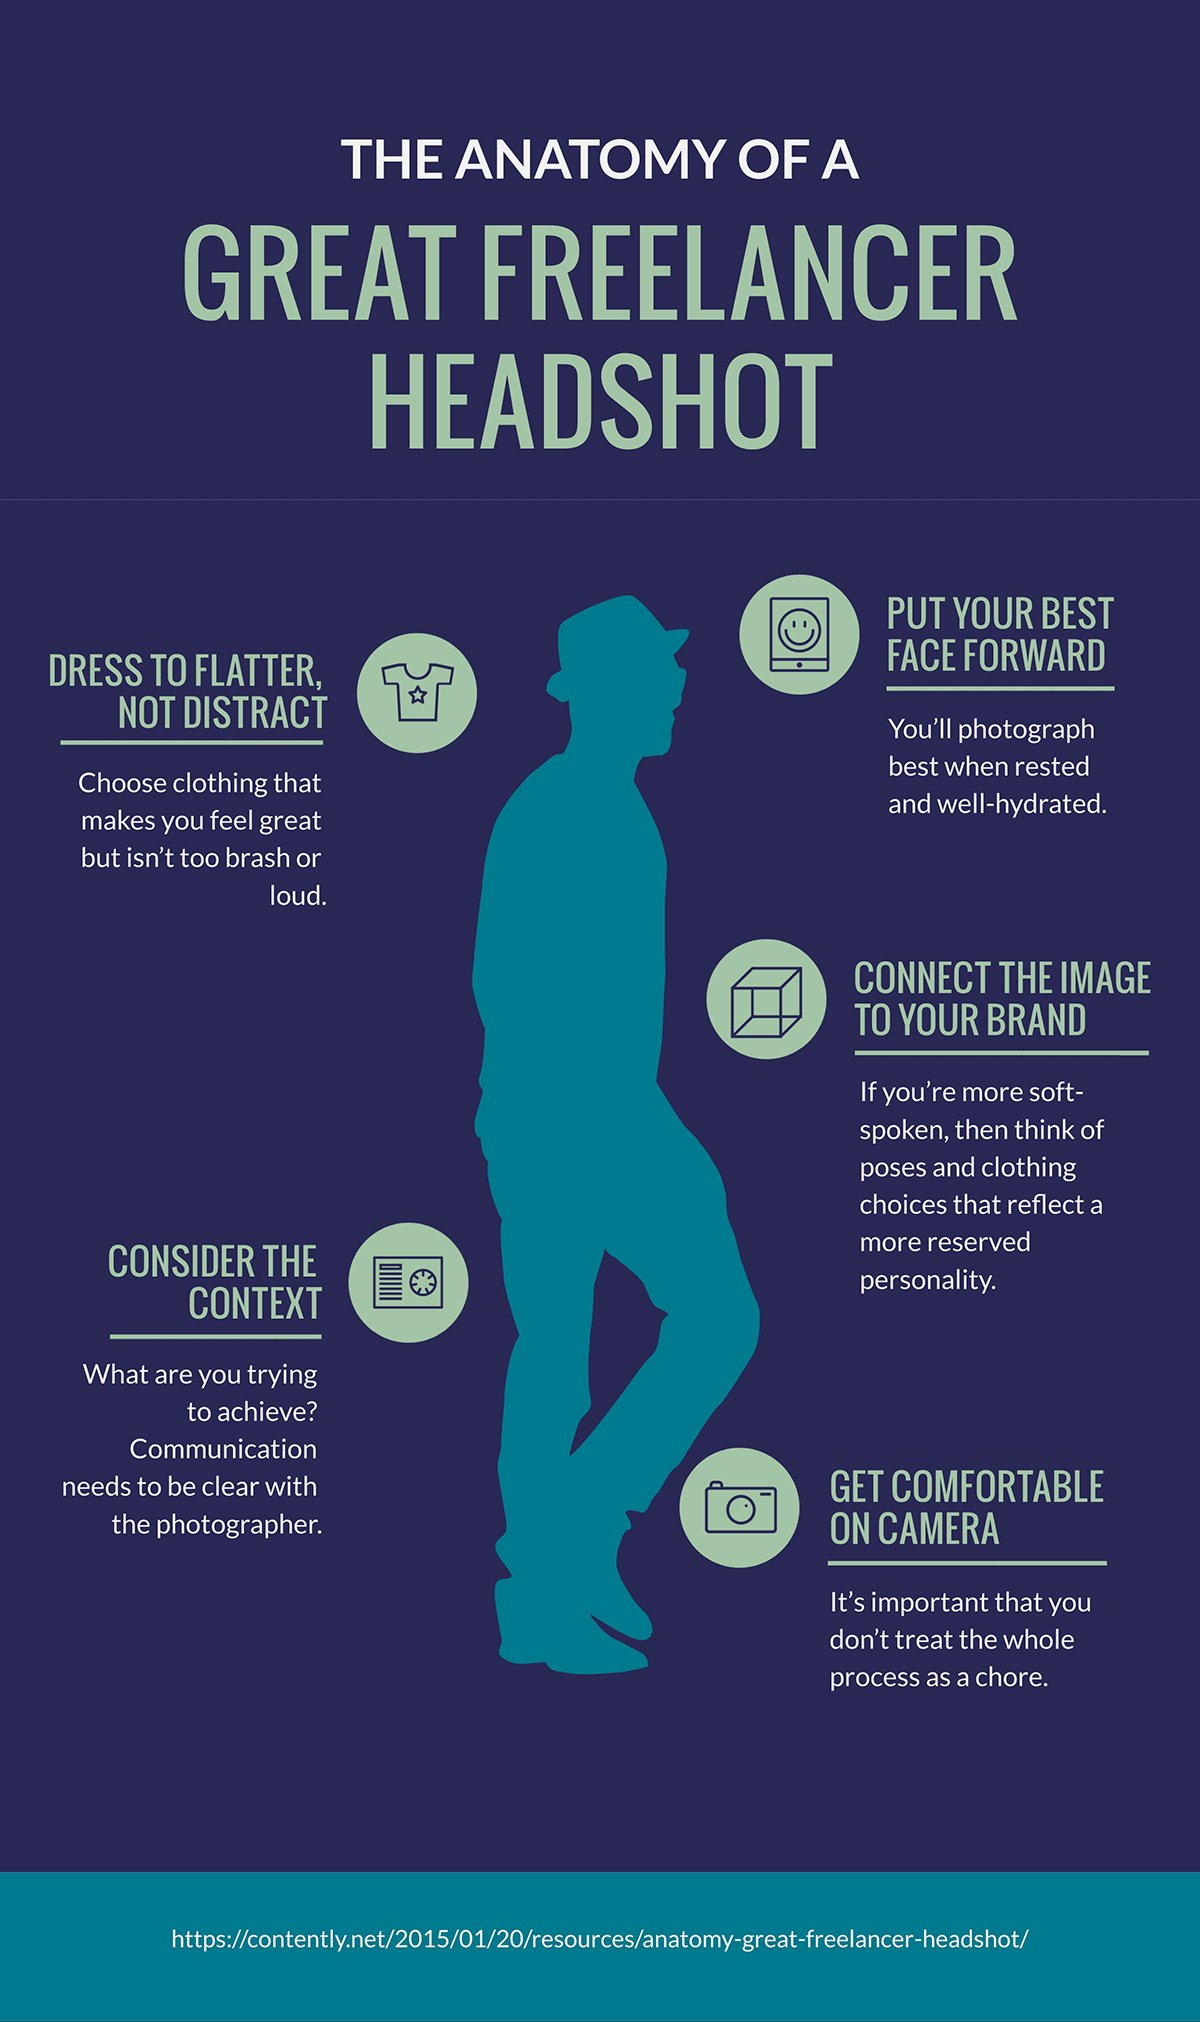 THE ANATOMY OF A
GREAT FREELANCER
HEADSHOT
DRESS TO FLATTER,
NOT DISTRACT
Choose clothing that
makes you feel great
but isn’t too brash or
loud.
PUT YOUR BEST
FACE FORWARD
You’ll photograph
best when rested
and well-hydrated.
CONNECT THE IMAGE
TO YOUR BRAND
If you’re more soft-
spoken, then think of
poses and clothing
choices that reflect a
more reserved
personality.
CONSIDER THE
CONTEXT
What are you trying
to achieve?
Communication
needs to be clear with
the photographer.
GET COMFORTABLE
ON CAMERA
It’s important that you
don’t treat the whole
process as a chore.
https://contently.net/2015/01/20/resources/anatomy-great-freelancer-headshot/